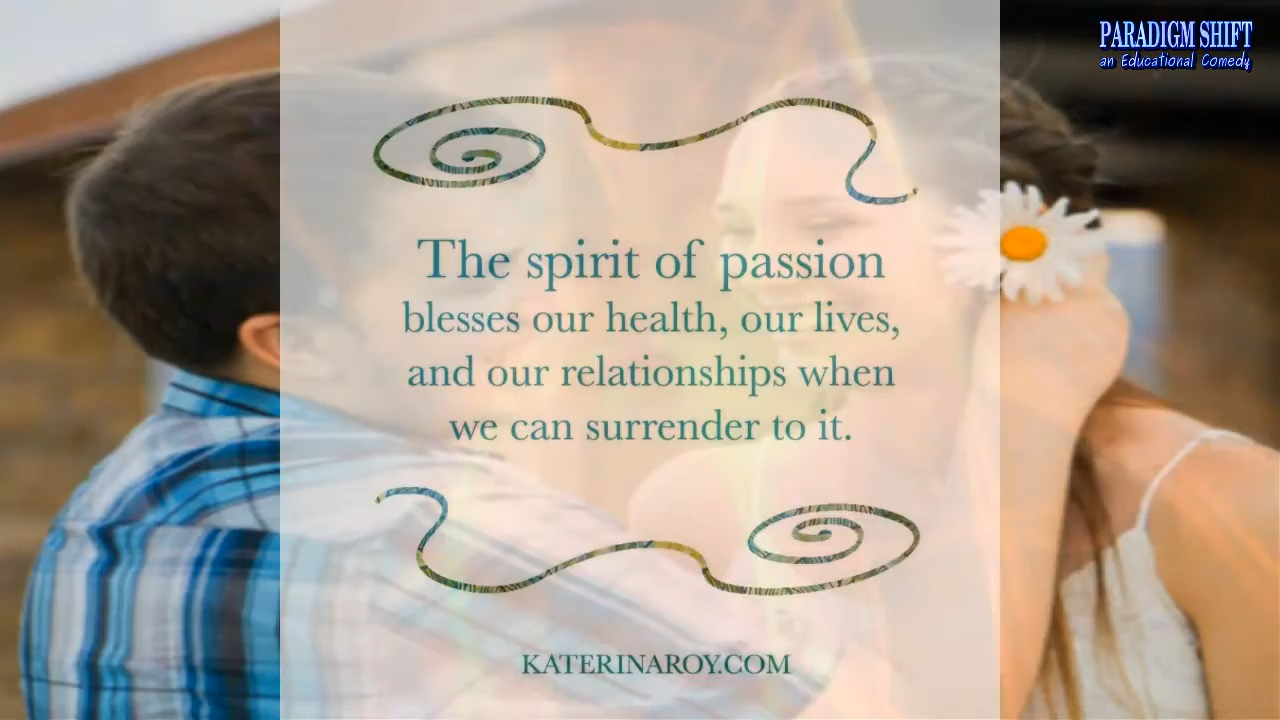 PARADIGM SHIFT
an Educational Comedy
The spirit of passion
blesses our health, our lives,
and our relationships when
we can surrender to it.
KATERINAROY.COM